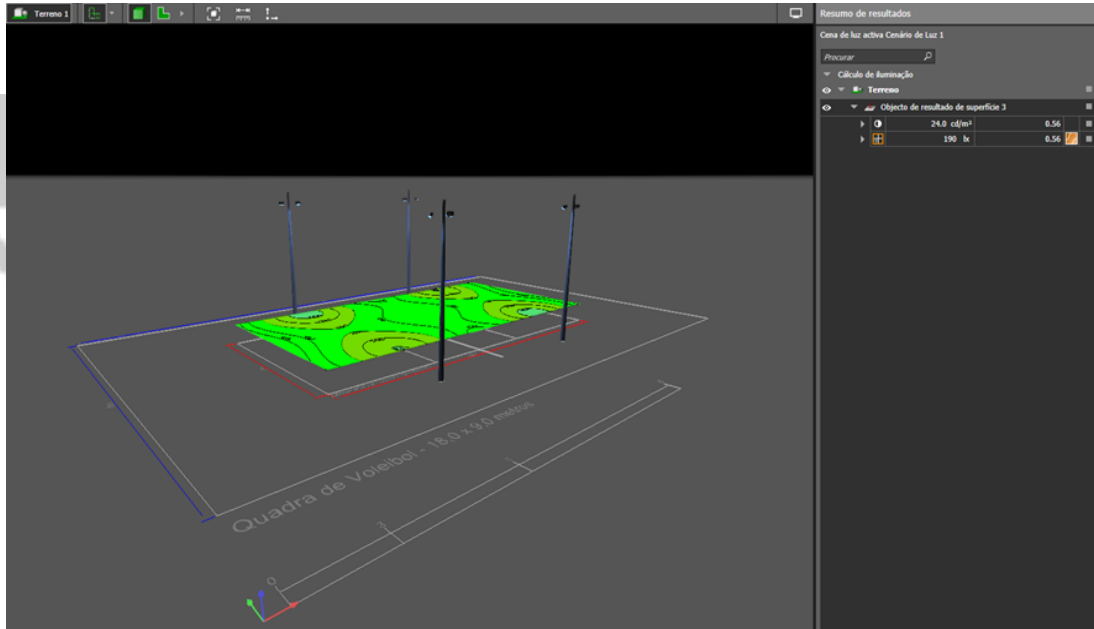 Terreno 1
Resumo de resultados
Cena de luz activa Cenário de Luz 1
Procurar
Cálculo de iluminação
Terreno
Objecto de resultado de superfície 3
24.0 cd/m² 0.56
190 lx 0.56
Quadra de Voleibol - 18,0 x 9,0 metros
0
3